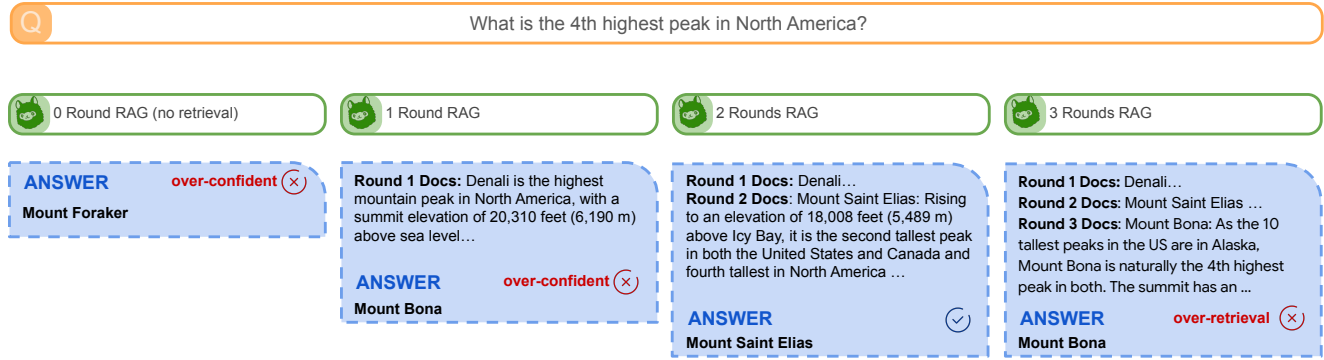 Q What is the 4th highest peak in North America?
0 Round RAG (no retrieval)
ANSWER over-confident
Mount Foraker
1 Round RAG
Round 1 Docs: Denali is the highest
mountain peak in North America, with a
summit elevation of 20,310 feet (6,190 m)
above sea level…
ANSWER over-confident
Mount Bona
2 Rounds RAG
Round 1 Docs: Denali…
Round 2 Docs: Mount Saint Elias: Rising
to an elevation of 18,008 feet (5,489 m)
above Icy Bay, it is the second tallest peak
in both the United States and Canada and
fourth tallest in North America …
ANSWER
Mount Saint Elias
3 Rounds RAG
Round 1 Docs: Denali…
Round 2 Docs: Mount Saint Elias …
Round 3 Docs: Mount Bona: As the 10
tallest peaks in the US are in Alaska,
Mount Bona is naturally the 4th highest
peak in both. The summit has an ...
ANSWER over-retrieval
Mount Bona